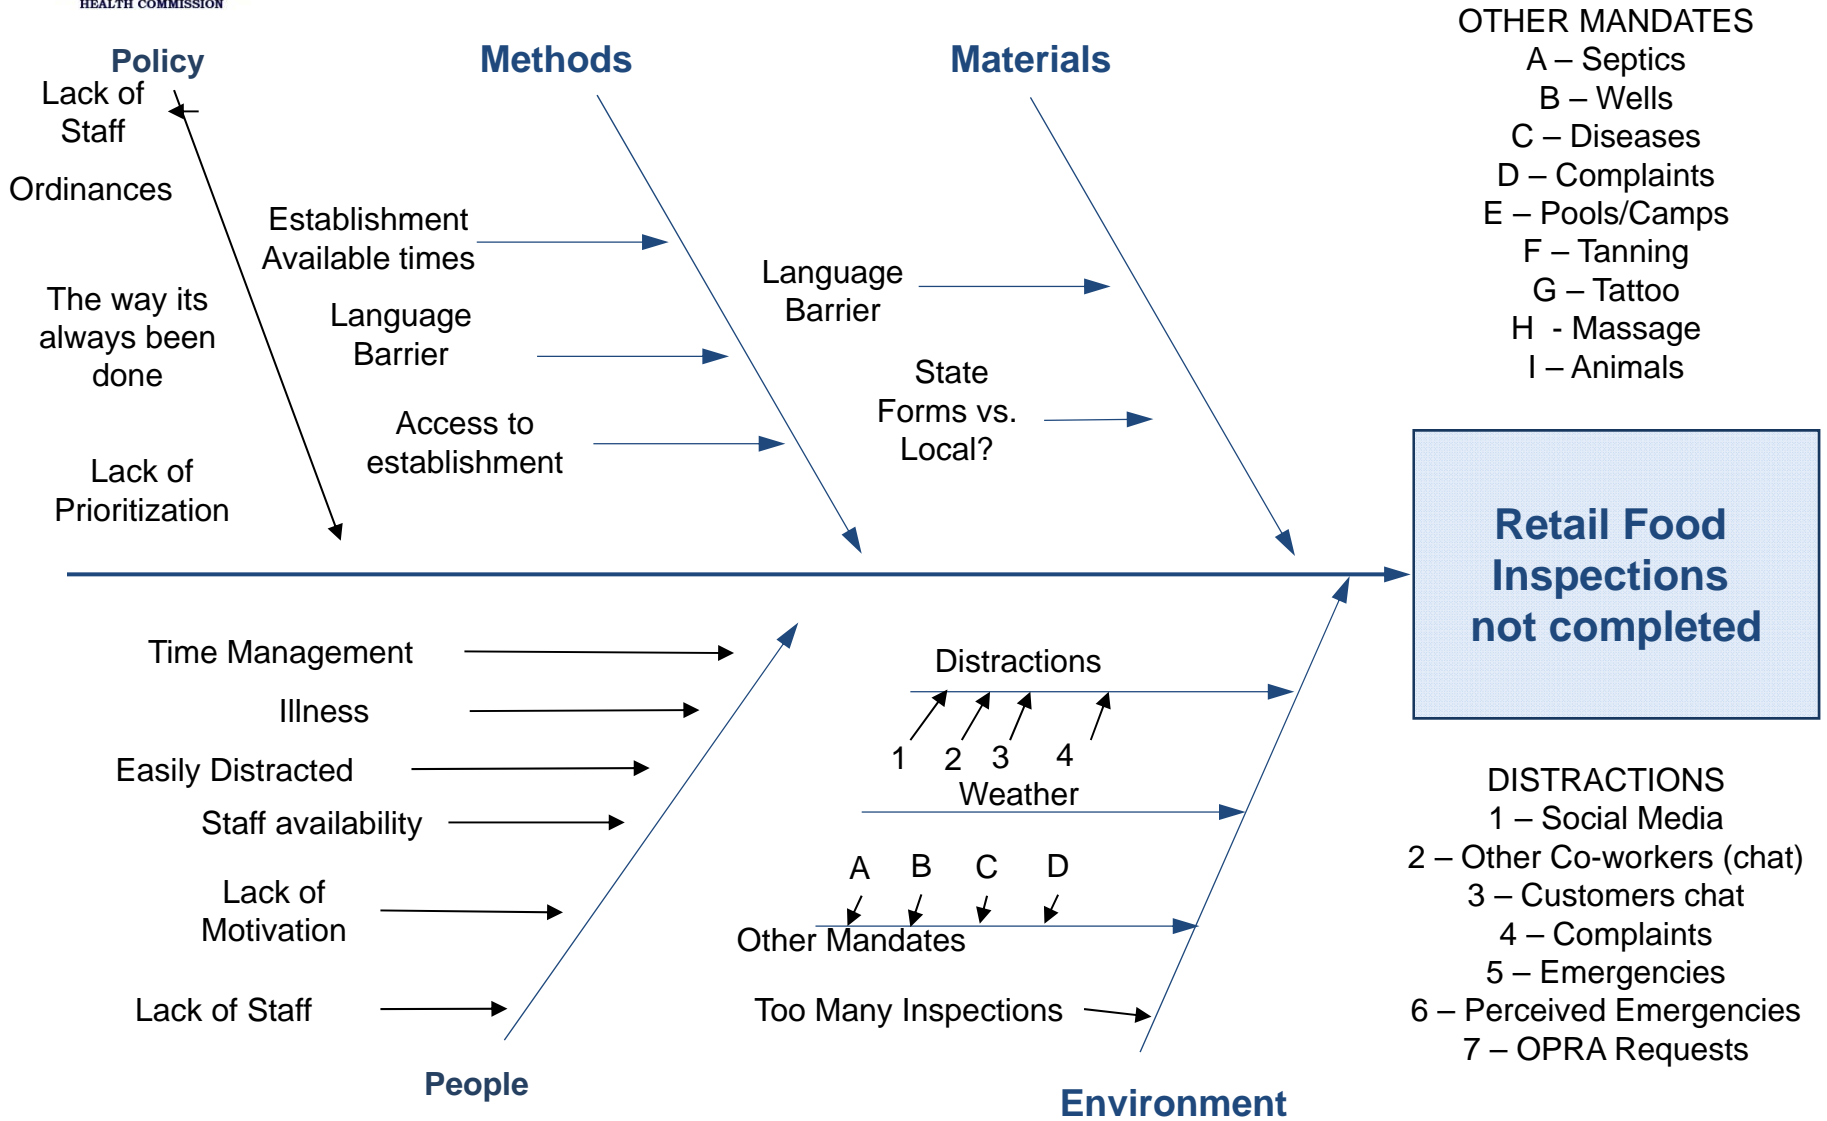 HEALTH COMMISSION
Policy
Methods
Materials
Lack of
Staff
Ordinances
The way its
always been
done
Lack of
Prioritization
Establishment
Available times
Language
Barrier
Access to
establishment
Language
Barrier
State
Forms vs.
Local?
OTHER MANDATES
A – Septics
B – Wells
C – Diseases
D – Complaints
E – Pools/Camps
F – Tanning
G – Tattoo
H  - Massage
I – Animals
Retail Food
Inspections
not completed
Time Management
Illness
Easily Distracted
Staff availability
Lack of
Motivation
Lack of Staff
People
Distractions
1 2 3 4
Weather
A B C D
Other Mandates
Too Many Inspections
Environment
DISTRACTIONS
1 – Social Media
2 – Other Co-workers (chat)
3 – Customers chat
4 – Complaints
5 – Emergencies
6 – Perceived Emergencies
7 – OPRA Requests